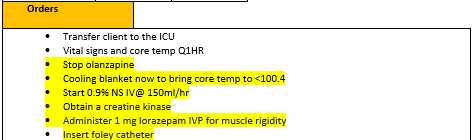 Orders
• Transfer client to the ICU
• Vital signs and core temp Q1HR
• Stop olanzapine
• Cooling blanket now to bring core temp to <100.4
• Start 0.9% NS IV@ 150ml/hr
• Obtain a creatine kinase
• Administer 1 mg lorazepam IVP for muscle rigidity
• Insert foley catheter